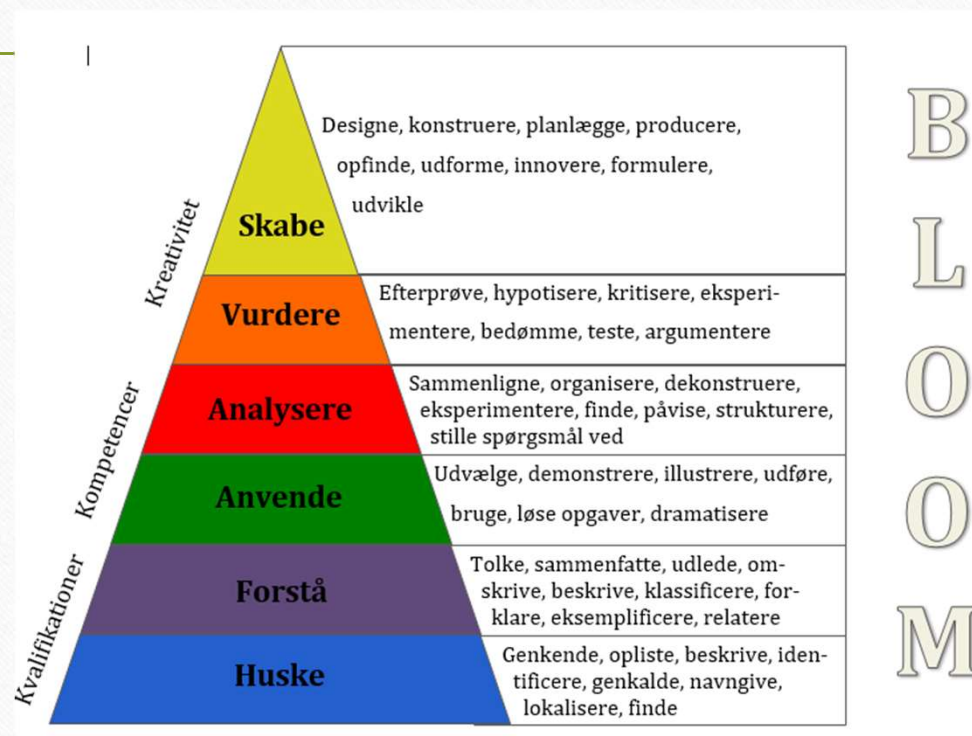 Designe, konstruere, planlægge, producere,
opfinde, udforme, innovere, formulere,
udvikle
Skabe
Kreativitet
Efterprøve, hypotisere, kritisere, eksperi-
mentere, bedømme, teste, argumentere
Vurdere
Sammenligne, organisere, dekonstruere,
eksperimentere, finde, påvise, strukturere,
stille spørgsmål ved
Analysere
Kompetencer
Udvælge, demonstrere, illustrere, udføre,
bruge, løse opgaver, dramatisere
Anvende
Tolke, sammenfatte, udlede, om-
skrive, beskrive, klassificere, for-
klare, eksemplificere, relatere
Forstå
Kvalifikationer
Genkende, opliste, beskrive, iden-
tificere, genkalde, navngive,
lokalisere, finde
Huske
B
L
O
O
M